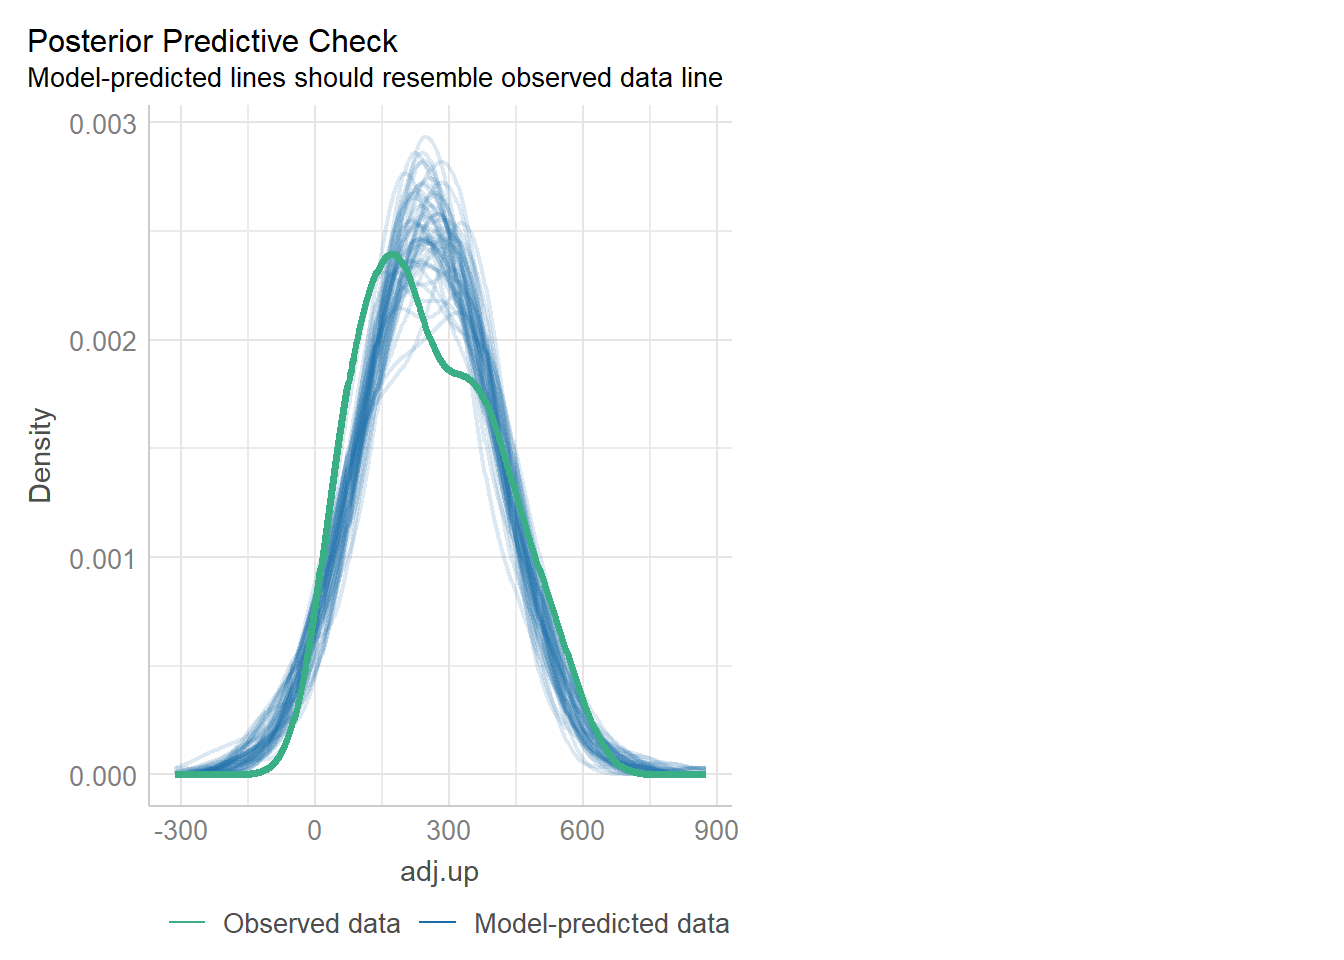 Posterior Predictive Check
Model-predicted lines should resemble observed data line
0.003
0.002
0.001
0.000
Density
-300 0 300 600 900
adj.up
Observed data Model-predicted data